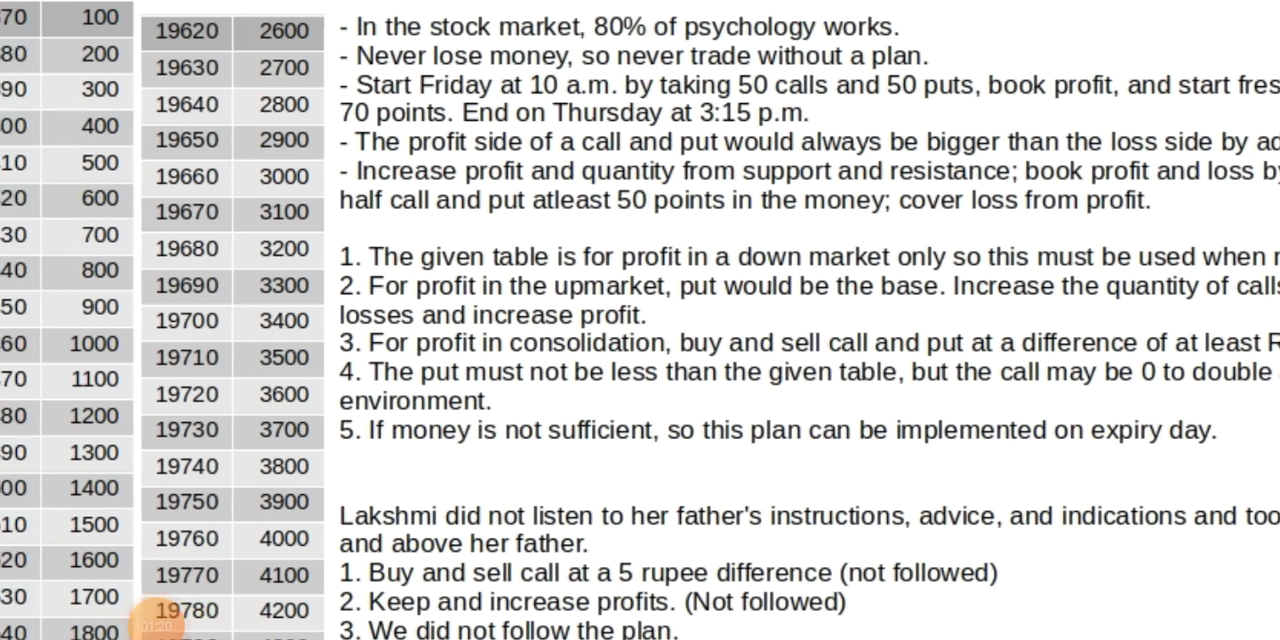 70 100
80 200
90 300
00 400
10 500
20 600
30 700
40 800
50 900
60 1000
70 1100
80 1200
90 1300
00 1400
10 1500
20 1600
30 1700
40 1800
19620 2600
19630 2700
19640 2800
19650 2900
19660 3000
19670 3100
19680 3200
19690 3300
19700 3400
19710 3500
19720 3600
19730 3700
19740 3800
19750 3900
19760 4000
19770 4100
19780 4200
- In the stock market, 80% of psychology works.
- Never lose money, so never trade without a plan.
- Start Friday at 10 a.m. by taking 50 calls and 50 puts, book profit, and start fres
70 points. End on Thursday at 3:15 p.m.
- The profit side of a call and put would always be bigger than the loss side by ad
- Increase profit and quantity from support and resistance; book profit and loss by
half call and put atleast 50 points in the money; cover loss from profit.
1. The given table is for profit in a down market only so this must be used when
2. For profit in the upmarket, put would be the base. Increase the quantity of calls
losses and increase profit.
3. For profit in consolidation, buy and sell call and put at a difference of at least R
4. The put must not be less than the given table, but the call may be 0 to double
environment.
5. If money is not sufficient, so this plan can be implemented on expiry day.
Lakshmi did not listen to her father's instructions, advice, and indications and too
and above her father.
1. Buy and sell call at a 5 rupee difference (not followed)
2. Keep and increase profits. (Not followed)
3. We did not follow the plan.
01:20